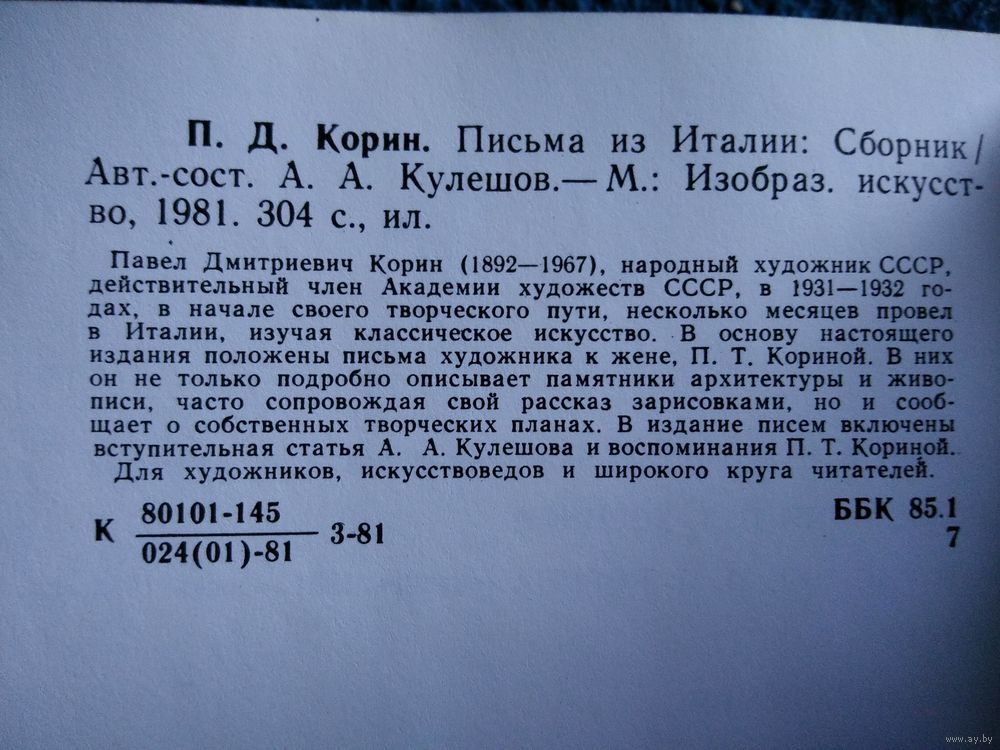 П. Д. Корин. Письма из Италии: Сборник/
Авт.-сост. А. А. Кулешов.— М.: Изобраз. искусст-
во, 1981. 304 с., ил.
Павел Дмитриевич Корин (1892—1967), народный художник СССР,
действительный член Академии художеств СССР, в 1931—1932 го-
дах, в начале своего творческого пути, несколько месяцев провел
в Италии, изучая классическое искусство. В основу настоящего
издания положены письма художника к жене, П. Т. Кориной. В них
он не только подробно описывает памятники архитектуры и живо-
писи, часто сопровождая свой рассказ зарисовками, но и сооб-
щает о собственных творческих планах. В издание писем включены
вступительная статья А. А. Кулешова и воспоминания П. Т. Кориной.
Для художников, искусствоведов и широкого круга читателей.
К 80101-145
024(01)-81 3-81
ББК 85.1
7
www.ay.by